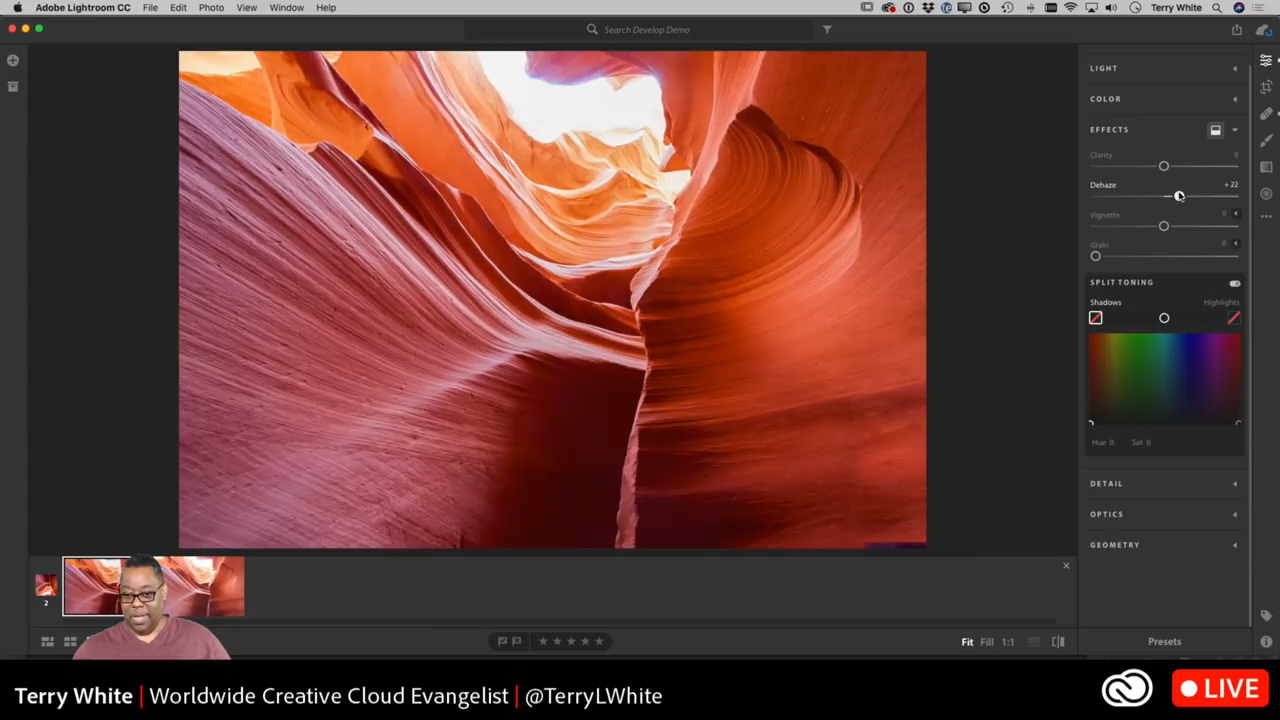 Adobe Lightroom CC File Edit Photo View Window Help Terry White
Search Develop Demo
LIGHT
COLOR
EFFECTS
Clarity 0
Dehaze +22
Vignette 0
Grain 0
SPLIT TONING
Shadows Highlights
Hue 0 Sat 0
DETAIL
OPTICS
GEOMETRY
2
Fit Fill 1:1
Presets
Terry White | Worldwide Creative Cloud Evangelist | @TerryLWhite
LIVE